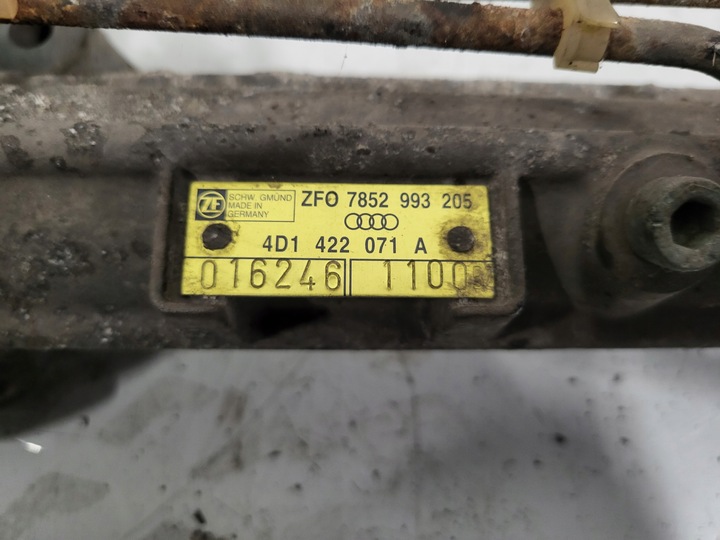 ZF
SCHW. GMÜND
MADE IN
GERMANY
ZFO 7852 993 205
4D1 422 071 A
016246 1100